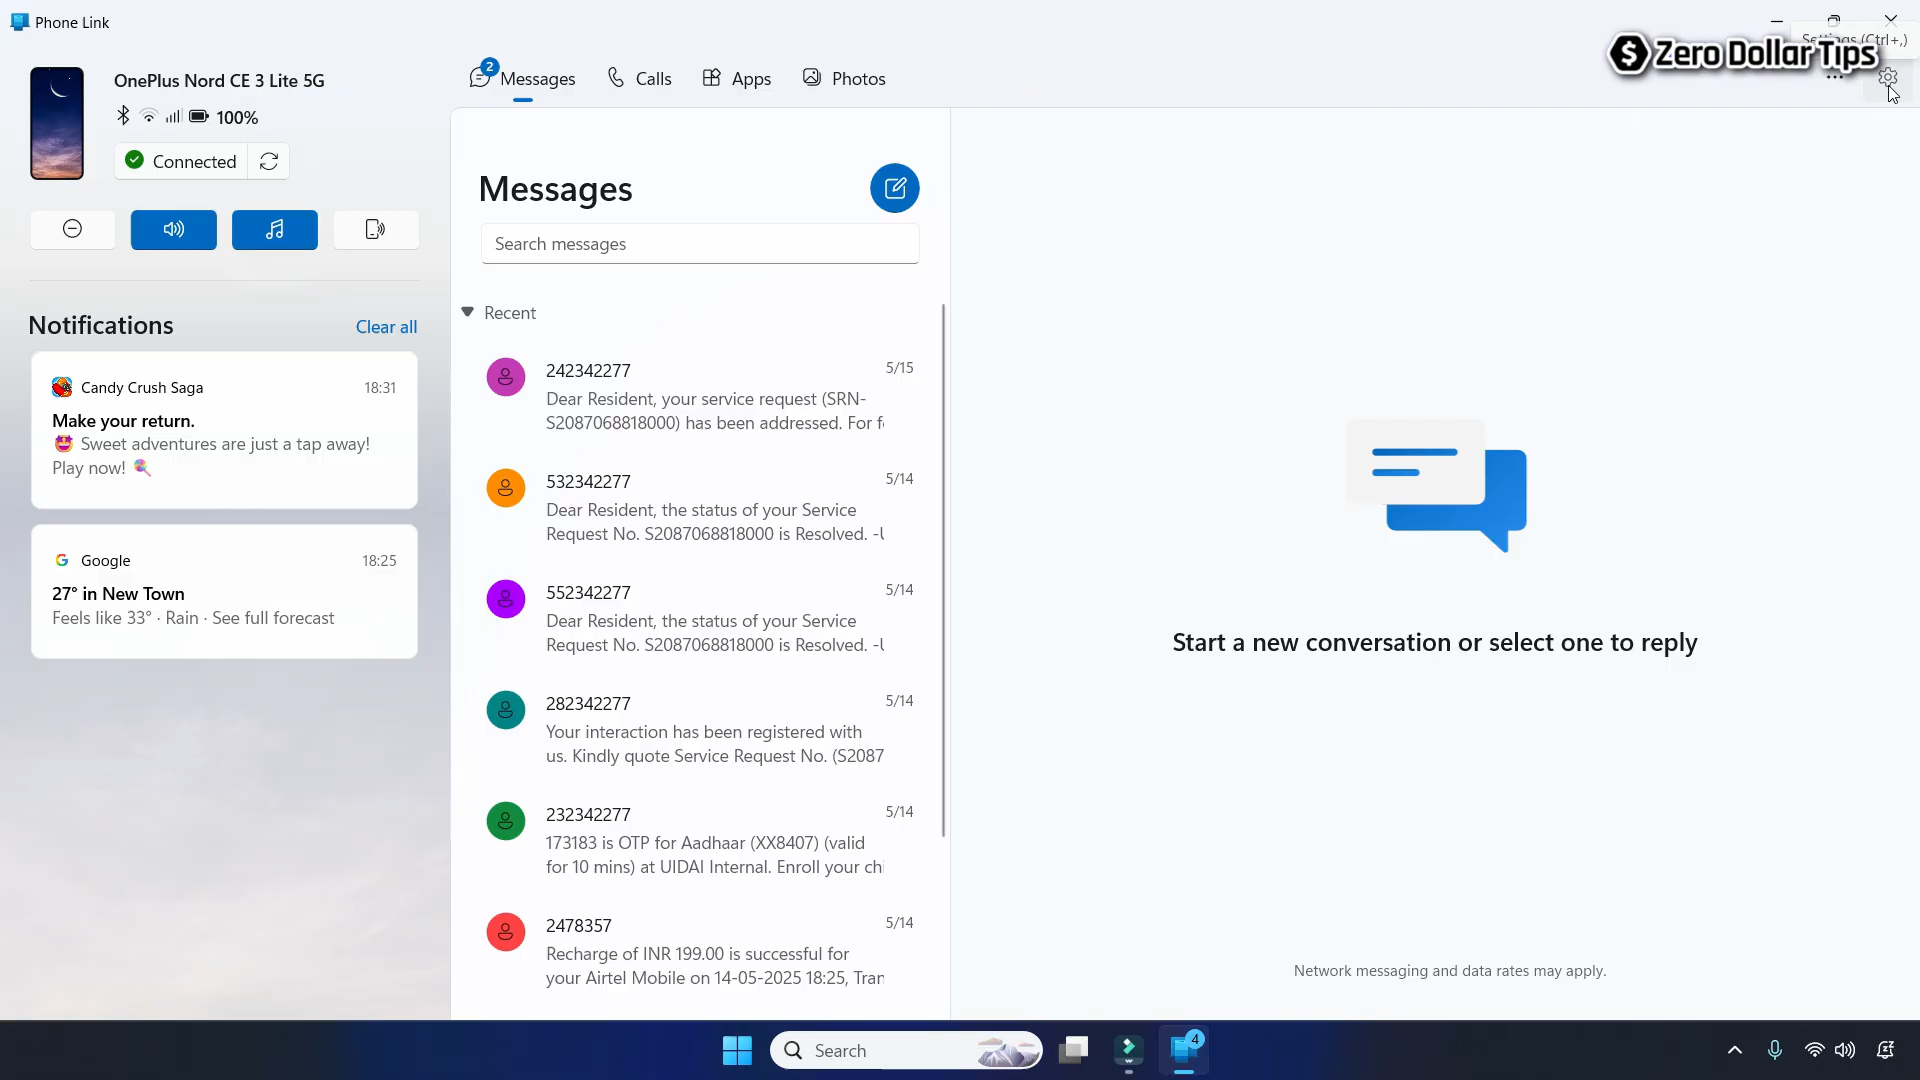 Phone Link
Settings (Ctrl+,)
Zero Dollar Tips
OnePlus Nord CE 3 Lite 5G
100%
Connected
2
Messages
Calls
Apps
Photos
Notifications
Clear all
Candy Crush Saga
18:31
Make your return.
🤩 Sweet adventures are just a tap away!
Play now! 🍭
Google
18:25
27° in New Town
Feels like 33° · Rain · See full forecast
Messages
Search messages
Recent
242342277
5/15
Dear Resident, your service request (SRN-
S2087068818000) has been addressed. For f
532342277
5/14
Dear Resident, the status of your Service
Request No. S2087068818000 is Resolved. -U
552342277
5/14
Dear Resident, the status of your Service
Request No. S2087068818000 is Resolved. -U
282342277
5/14
Your interaction has been registered with
us. Kindly quote Service Request No. (S2087
232342277
5/14
173183 is OTP for Aadhaar (XX8407) (valid
for 10 mins) at UIDAI Internal. Enroll your chi
2478357
5/14
Recharge of INR 199.00 is successful for
your Airtel Mobile on 14-05-2025 18:25, Tran
Start a new conversation or select one to reply
Network messaging and data rates may apply.
Search
4